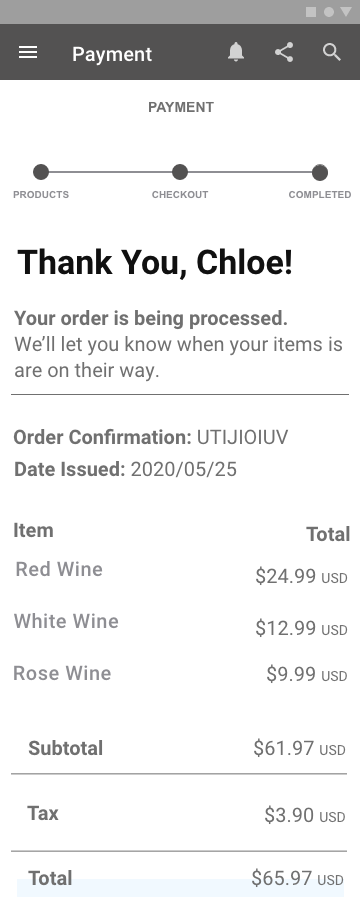 Payment
PAYMENT
PRODUCTS CHECKOUT COMPLETED
Thank You, Chloe!
Your order is being processed.
We’ll let you know when your items is
are on their way.
Order Confirmation: UTIJIOIUV
Date Issued: 2020/05/25
Item Total
Red Wine $24.99 USD
White Wine $12.99 USD
Rose Wine $9.99 USD
Subtotal $61.97 USD
Tax $3.90 USD
Total $65.97 USD